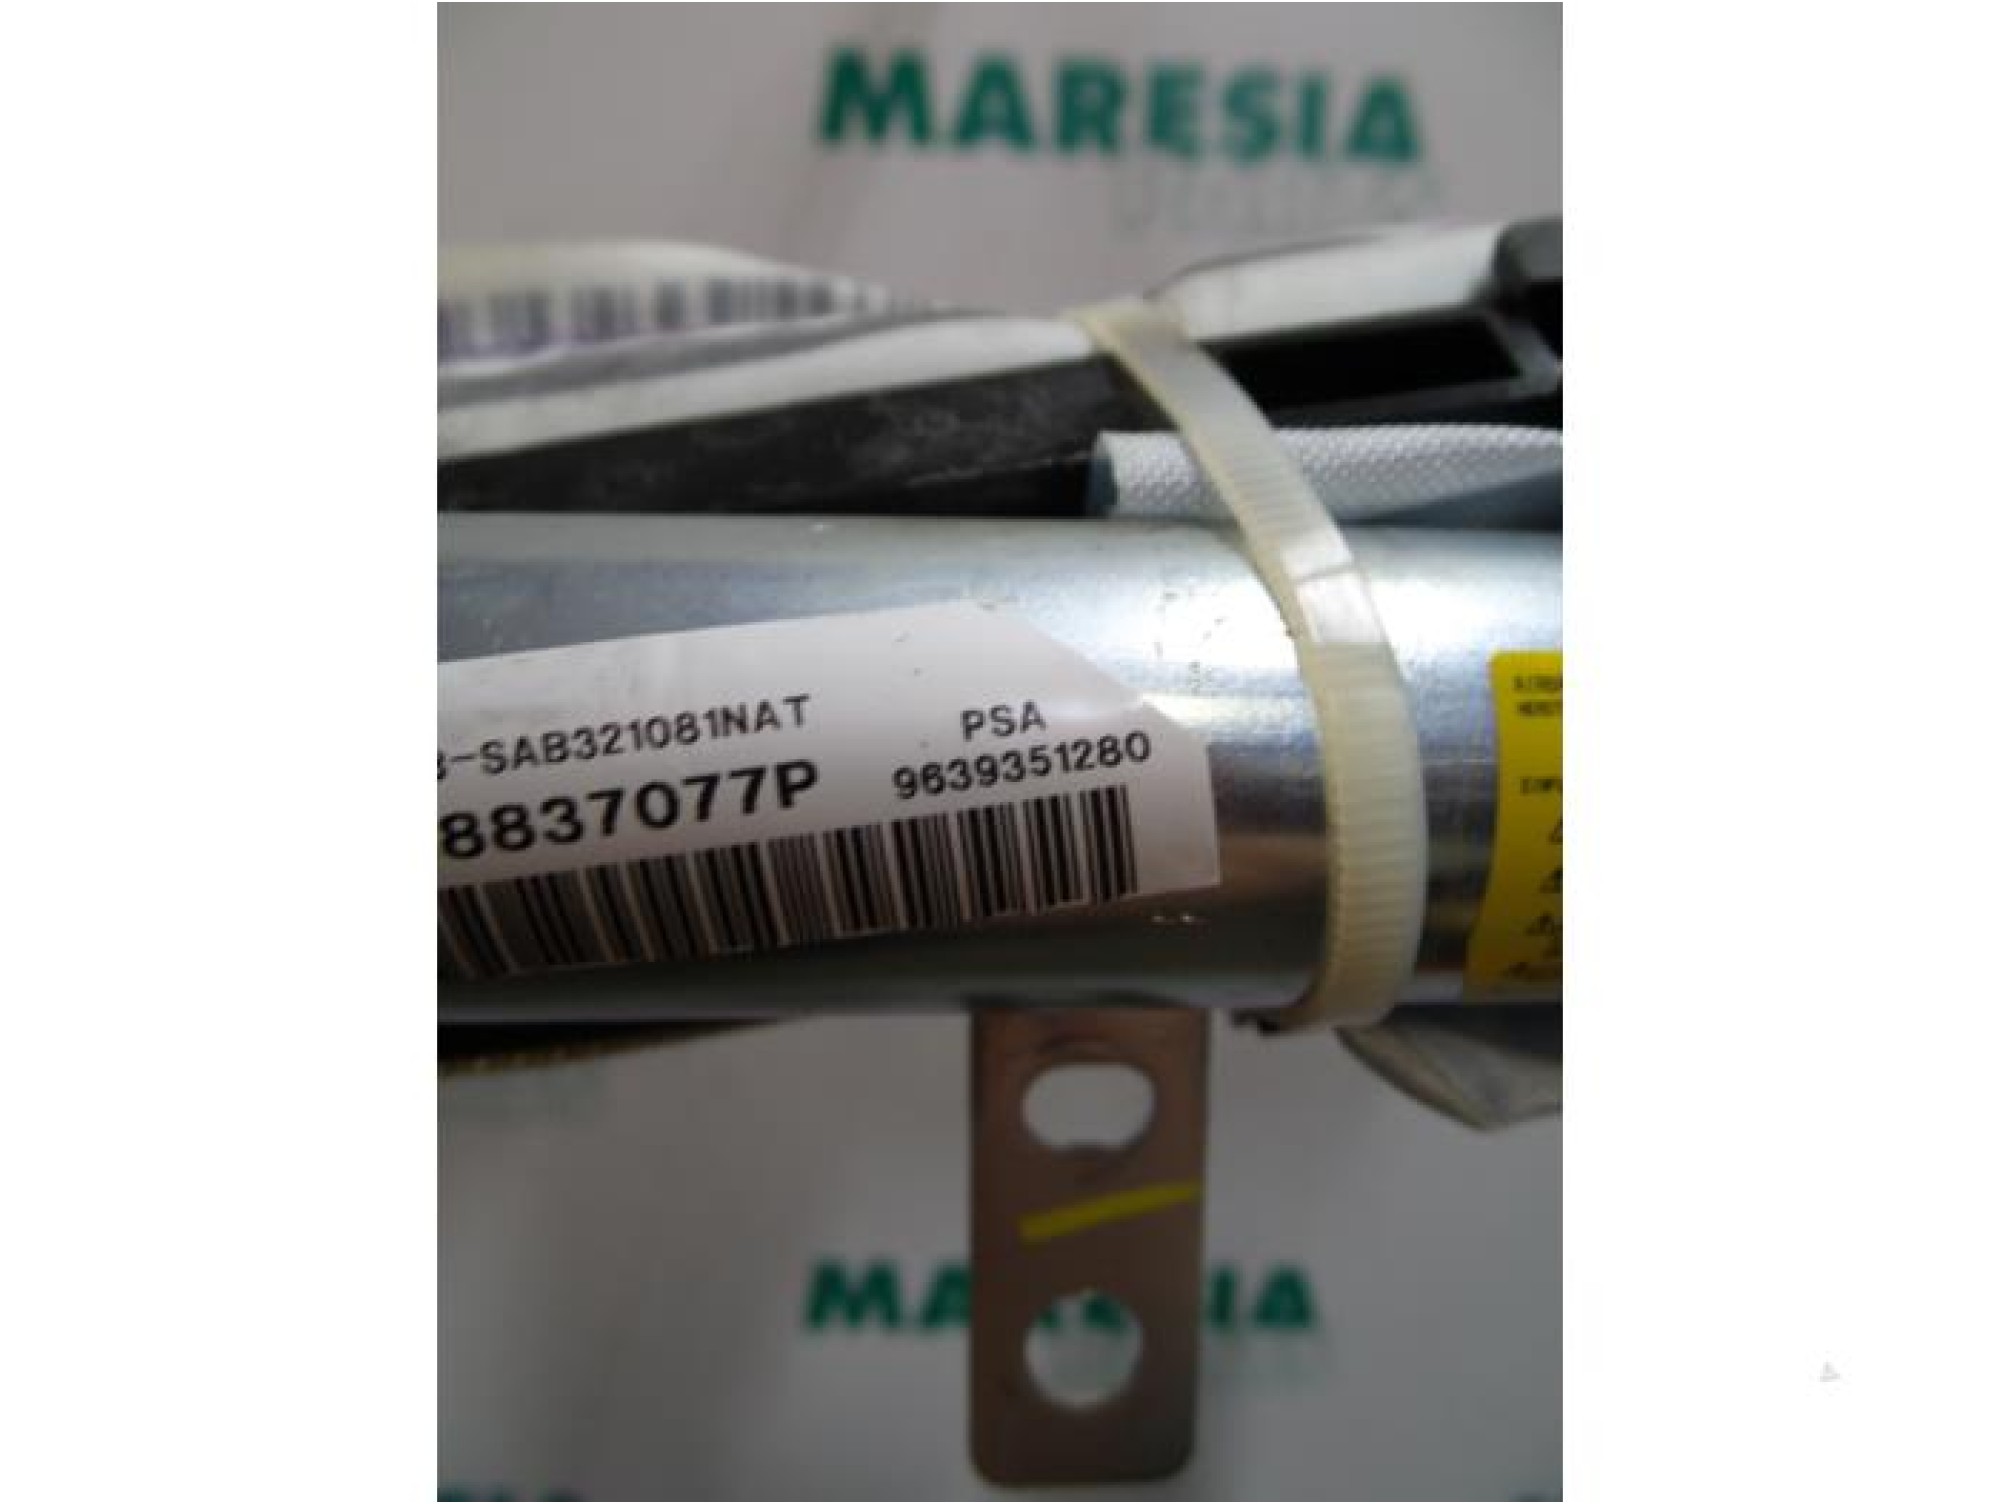 MARESIA
3-SAB321081NAT
PSA
8837077P
9639351280
MARESIA